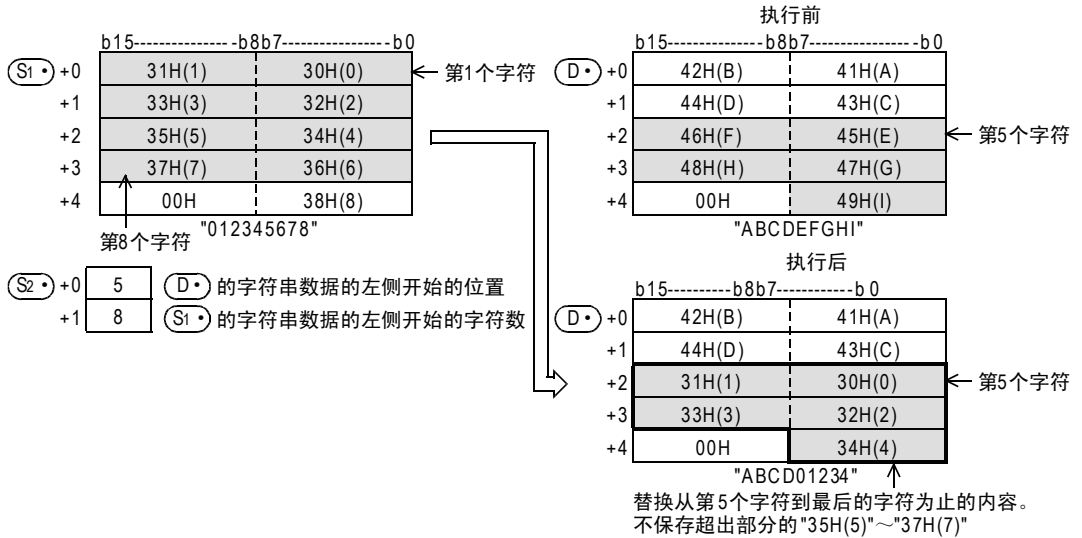 执行前
b15---------------b8b7----------------b0
S1• +0 31H(1) 30H(0) 第1个字符
+1 33H(3) 32H(2)
+2 35H(5) 34H(4)
+3 37H(7) 36H(6)
+4 00H 38H(8)
"012345678"
第8个字符
b15-------------b8b7----------------b0
D• +0 42H(B) 41H(A)
+1 44H(D) 43H(C)
+2 46H(F) 45H(E) 第5个字符
+3 48H(H) 47H(G)
+4 00H 49H(I)
"ABCDEFGHI"
S2• +0 5 D• 的字符串数据的左侧开始的位置
+1 8 S1• 的字符串数据的左侧开始的字符数
执行后
b15----------b8b7-----------b0
D• +0 42H(B) 41H(A)
+1 44H(D) 43H(C)
+2 31H(1) 30H(0) 第5个字符
+3 33H(3) 32H(2)
+4 00H 34H(4)
"ABCD01234"
替换从第5个字符到最后的字符为止的内容。
不保存超出部分的"35H(5)"～"37H(7)"